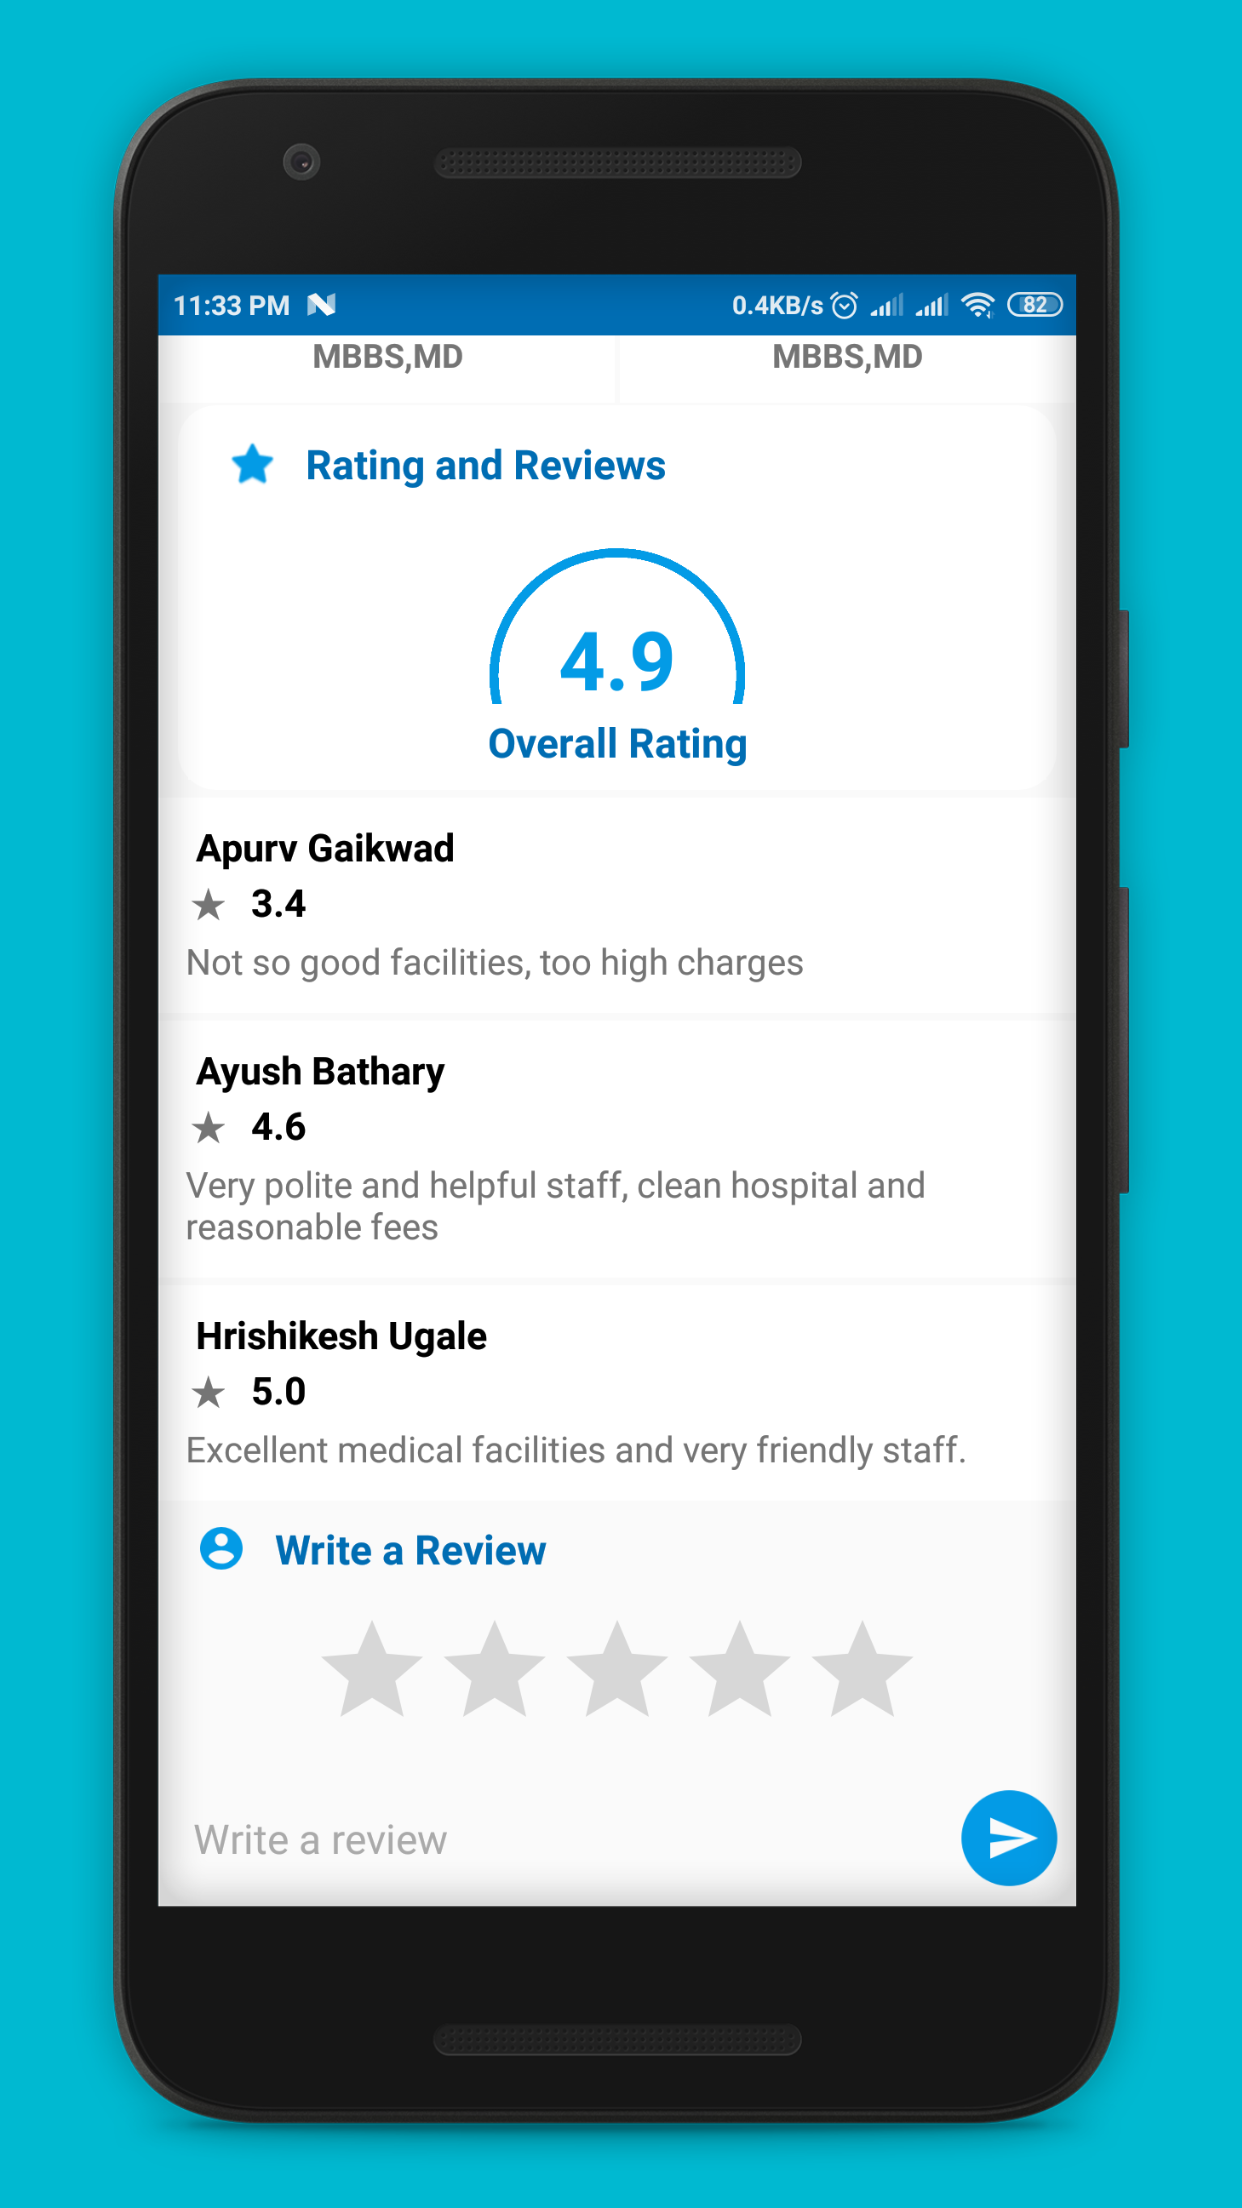 11:33 PM 0.4KB/s 82
MBBS,MD MBBS,MD
Rating and Reviews
4.9
Overall Rating
Apurv Gaikwad
3.4
Not so good facilities, too high charges
Ayush Bathary
4.6
Very polite and helpful staff, clean hospital and
reasonable fees
Hrishikesh Ugale
5.0
Excellent medical facilities and very friendly staff.
Write a Review
Write a review